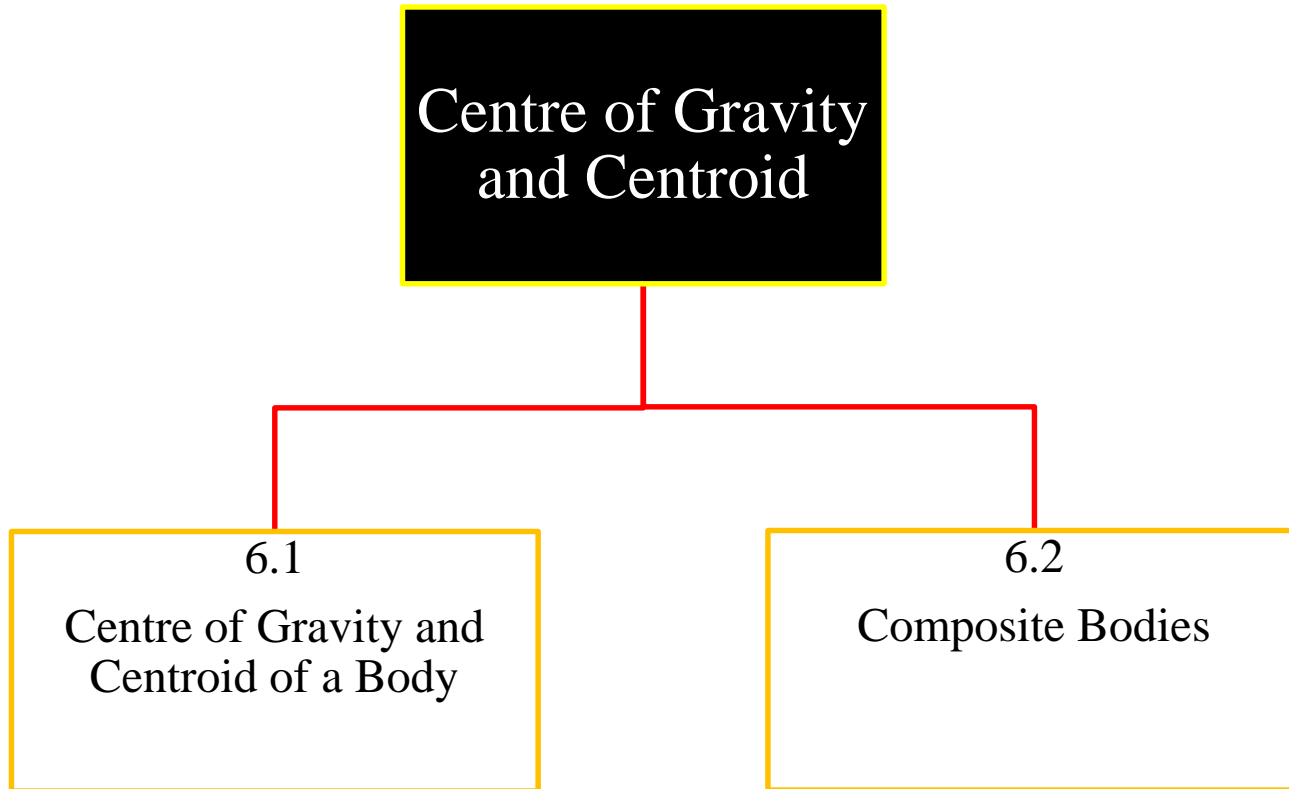 Centre of Gravity
and Centroid
6.1
Centre of Gravity and
Centroid of a Body
6.2
Composite Bodies